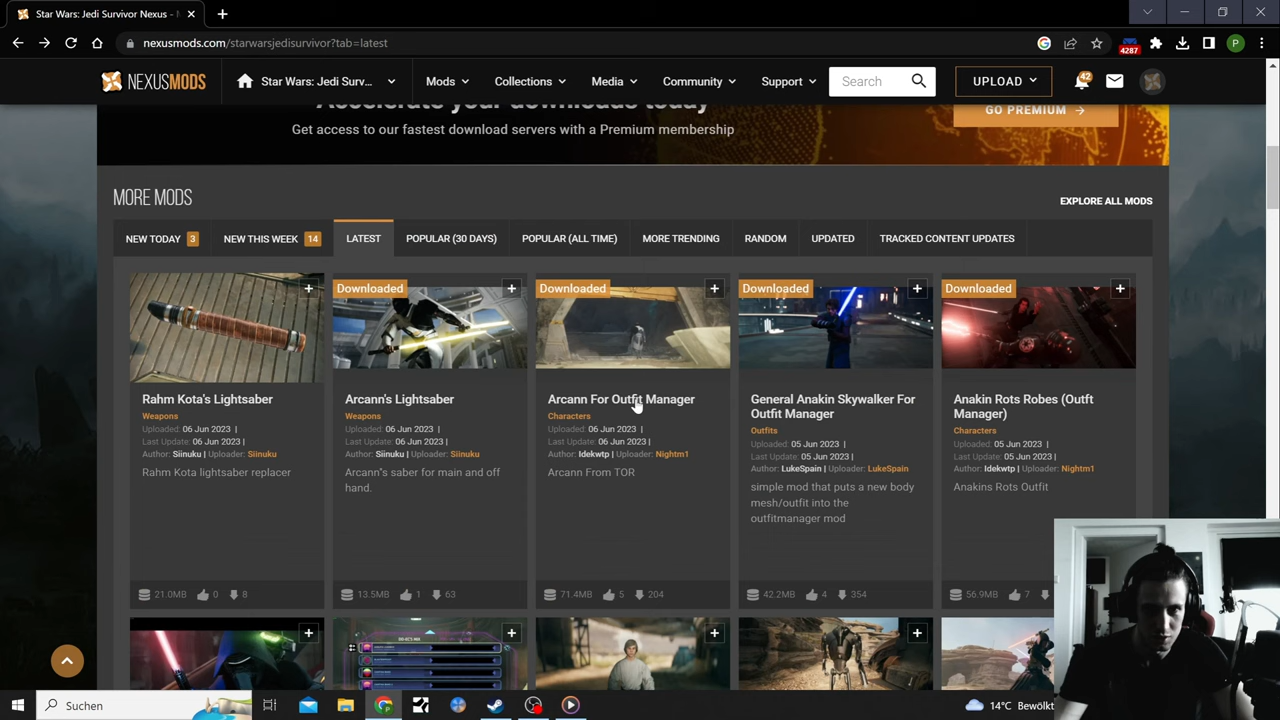 Star Wars: Jedi Survivor Nexus -
nexusmods.com/starwarsjedisurvivor?tab=latest
4287
P
NEXUSMODS
Star Wars: Jedi Surv...
Mods
Collections
Media
Community
Support
Search
UPLOAD
42
Accelerate your downloads today
Get access to our fastest download servers with a Premium membership
GO PREMIUM
MORE MODS
EXPLORE ALL MODS
NEW TODAY 3
NEW THIS WEEK 14
LATEST
POPULAR (30 DAYS)
POPULAR (ALL TIME)
MORE TRENDING
RANDOM
UPDATED
TRACKED CONTENT UPDATES
Rahm Kota's Lightsaber
Weapons
Uploaded: 06 Jun 2023 |
Last Update: 06 Jun 2023 |
Author: Siinuku | Uploader: Siinuku
Rahm Kota lightsaber replacer
21.0MB 0 8
Downloaded
Arcann's Lightsaber
Weapons
Uploaded: 06 Jun 2023 |
Last Update: 06 Jun 2023 |
Author: Siinuku | Uploader: Siinuku
Arcann"s saber for main and off
hand.
13.5MB 1 63
Downloaded
Arcann For Outfit Manager
Characters
Uploaded: 06 Jun 2023 |
Last Update: 06 Jun 2023 |
Author: Idekwtp | Uploader: Nightm1
Arcann From TOR
71.4MB 5 204
Downloaded
General Anakin Skywalker For
Outfit Manager
Outfits
Uploaded: 05 Jun 2023 |
Last Update: 05 Jun 2023 |
Author: LukeSpain | Uploader: LukeSpain
simple mod that puts a new body
mesh/outfit into the
outfitmanager mod
42.2MB 4 354
Downloaded
Anakin Rots Robes (Outft
Manager)
Characters
Uploaded: 05 Jun 2023 |
Last Update: 05 Jun 2023 |
Author: Idekwtp | Uploader: Nightm1
Anakins Rots Outfit
56.9MB 7
Suchen
14°C Bewölkt